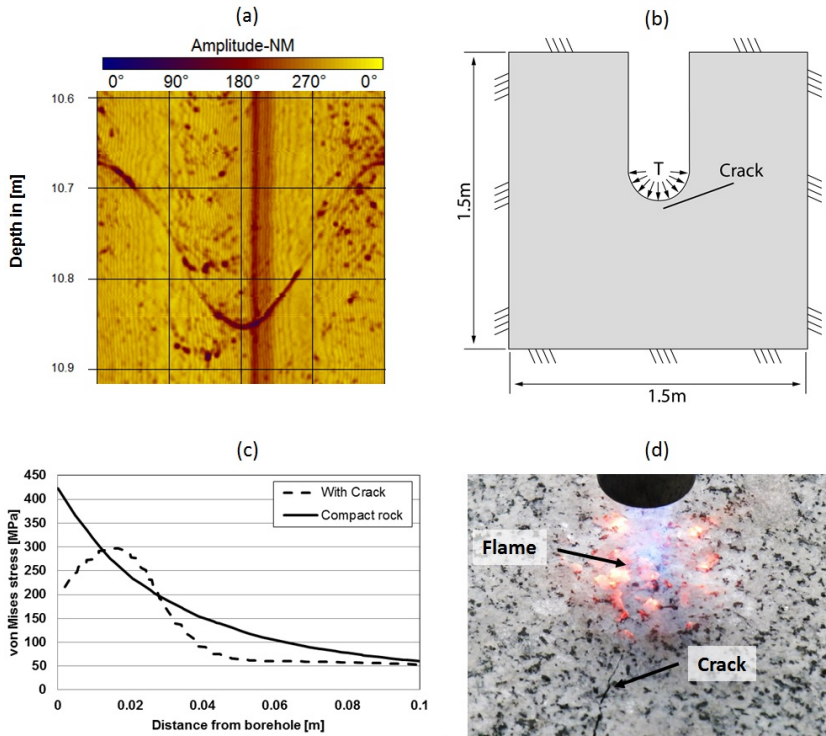 (a)
Amplitude-NM
0° 90° 180° 270° 0°
10.6
10.7
10.8
10.9
Depth in [m]
(b)
T
Crack
1.5m
1.5m
(c)
450
400
350
300
250
200
150
100
50
0
von Mises stress [MPa]
With Crack
Compact rock
0 0.02 0.04 0.06 0.08 0.1
Distance from borehole [m]
(d)
Flame
Crack